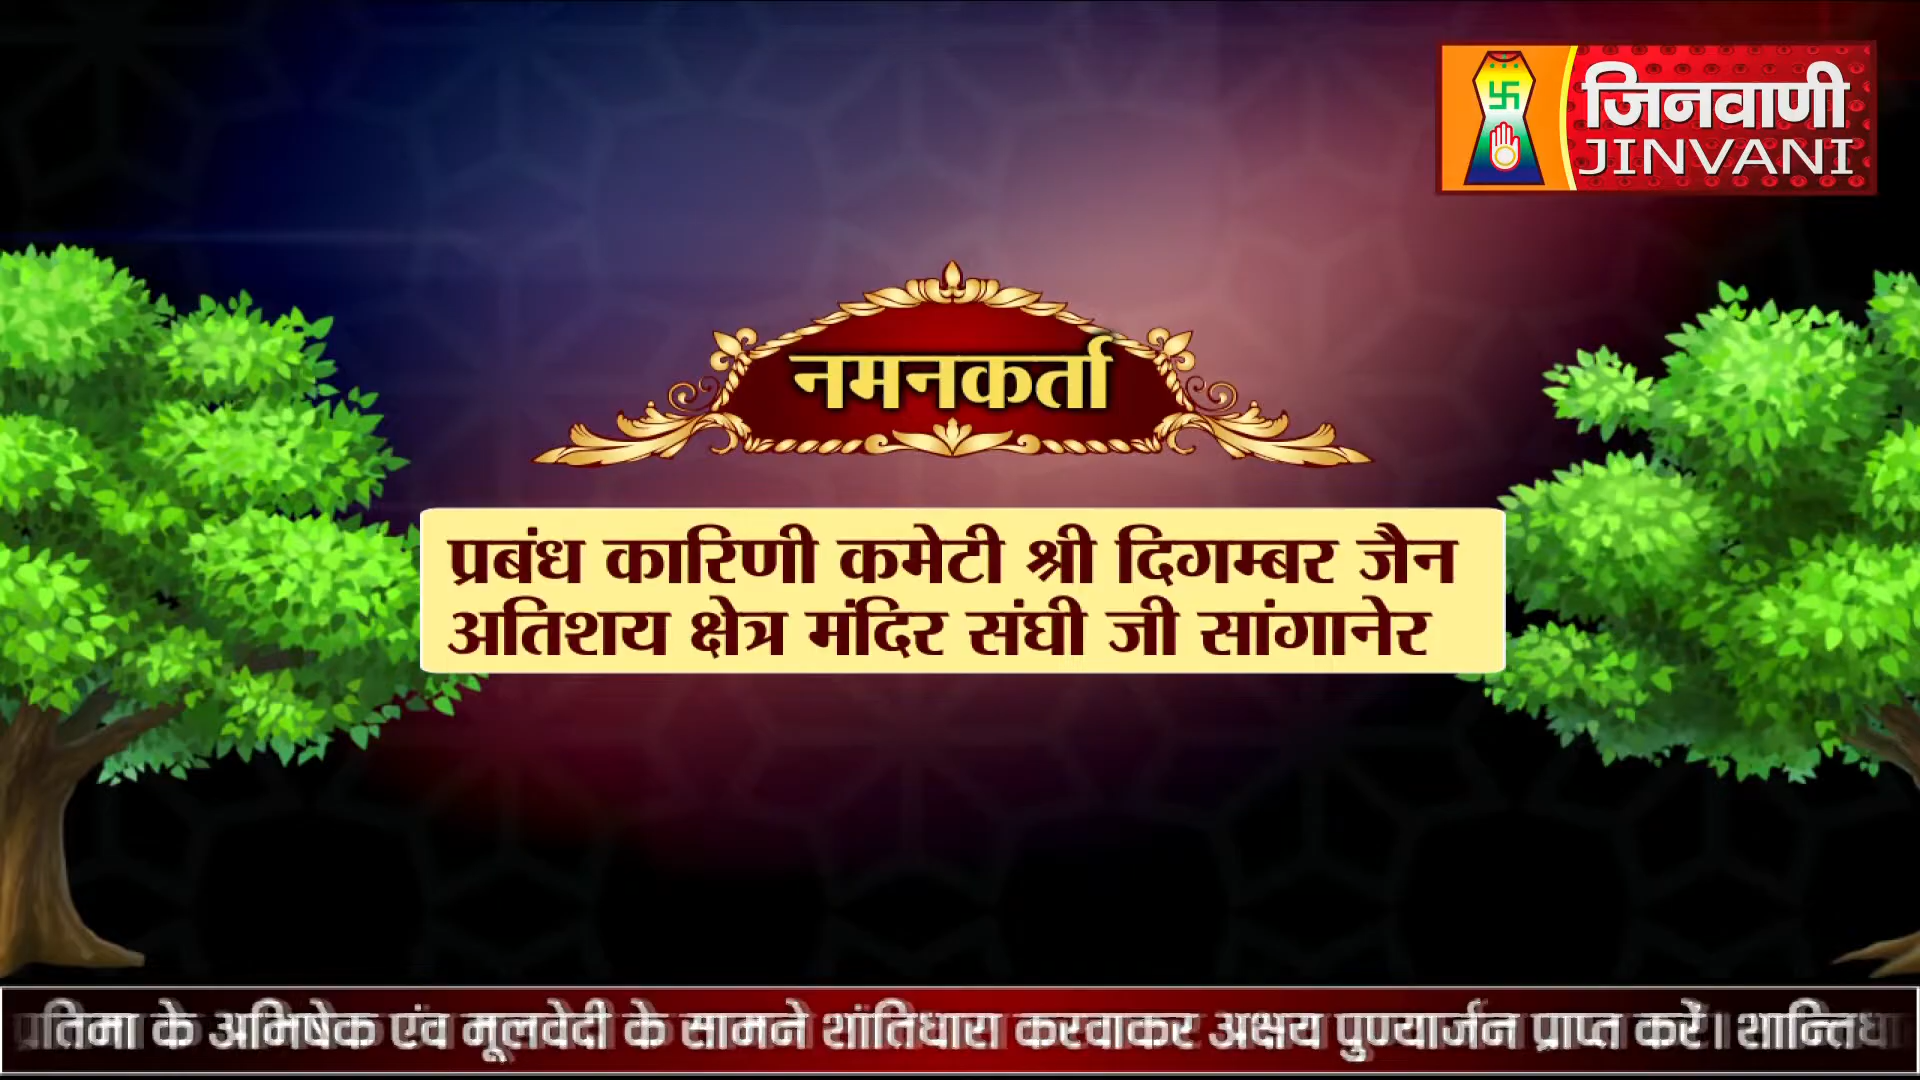 जिनवाणी
JINVANI
नमनकर्ता
प्रबंध कारिणी कमेटी श्री दिगम्बर जैन
अतिशय क्षेत्र मंदिर संघी जी सांगानेर
प्रतिमा के अभिषेक एंव मूलवेदी के सामने शांतिधारा करवाकर अक्षय पुण्यार्जन प्राप्त करें। शान्तिधा